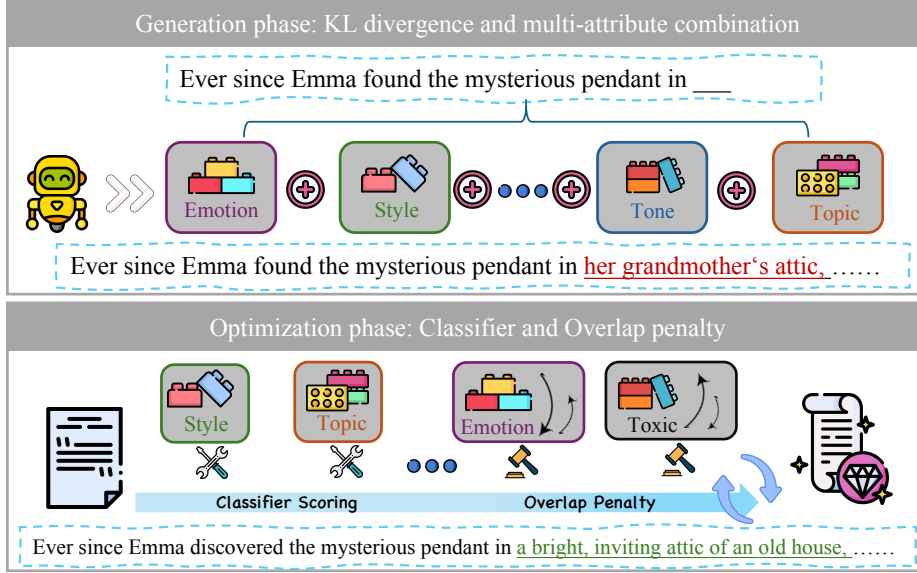 Generation phase: KL divergence and multi-attribute combination
Ever since Emma found the mysterious pendant in ___
Emotion
Style
Tone
Topic
Ever since Emma found the mysterious pendant in her grandmother‘s attic, ……
Optimization phase: Classifier and Overlap penalty
Style
Topic
Emotion
Toxic
Classifier Scoring
Overlap Penalty
Ever since Emma discovered the mysterious pendant in a bright, inviting attic of an old house, ……